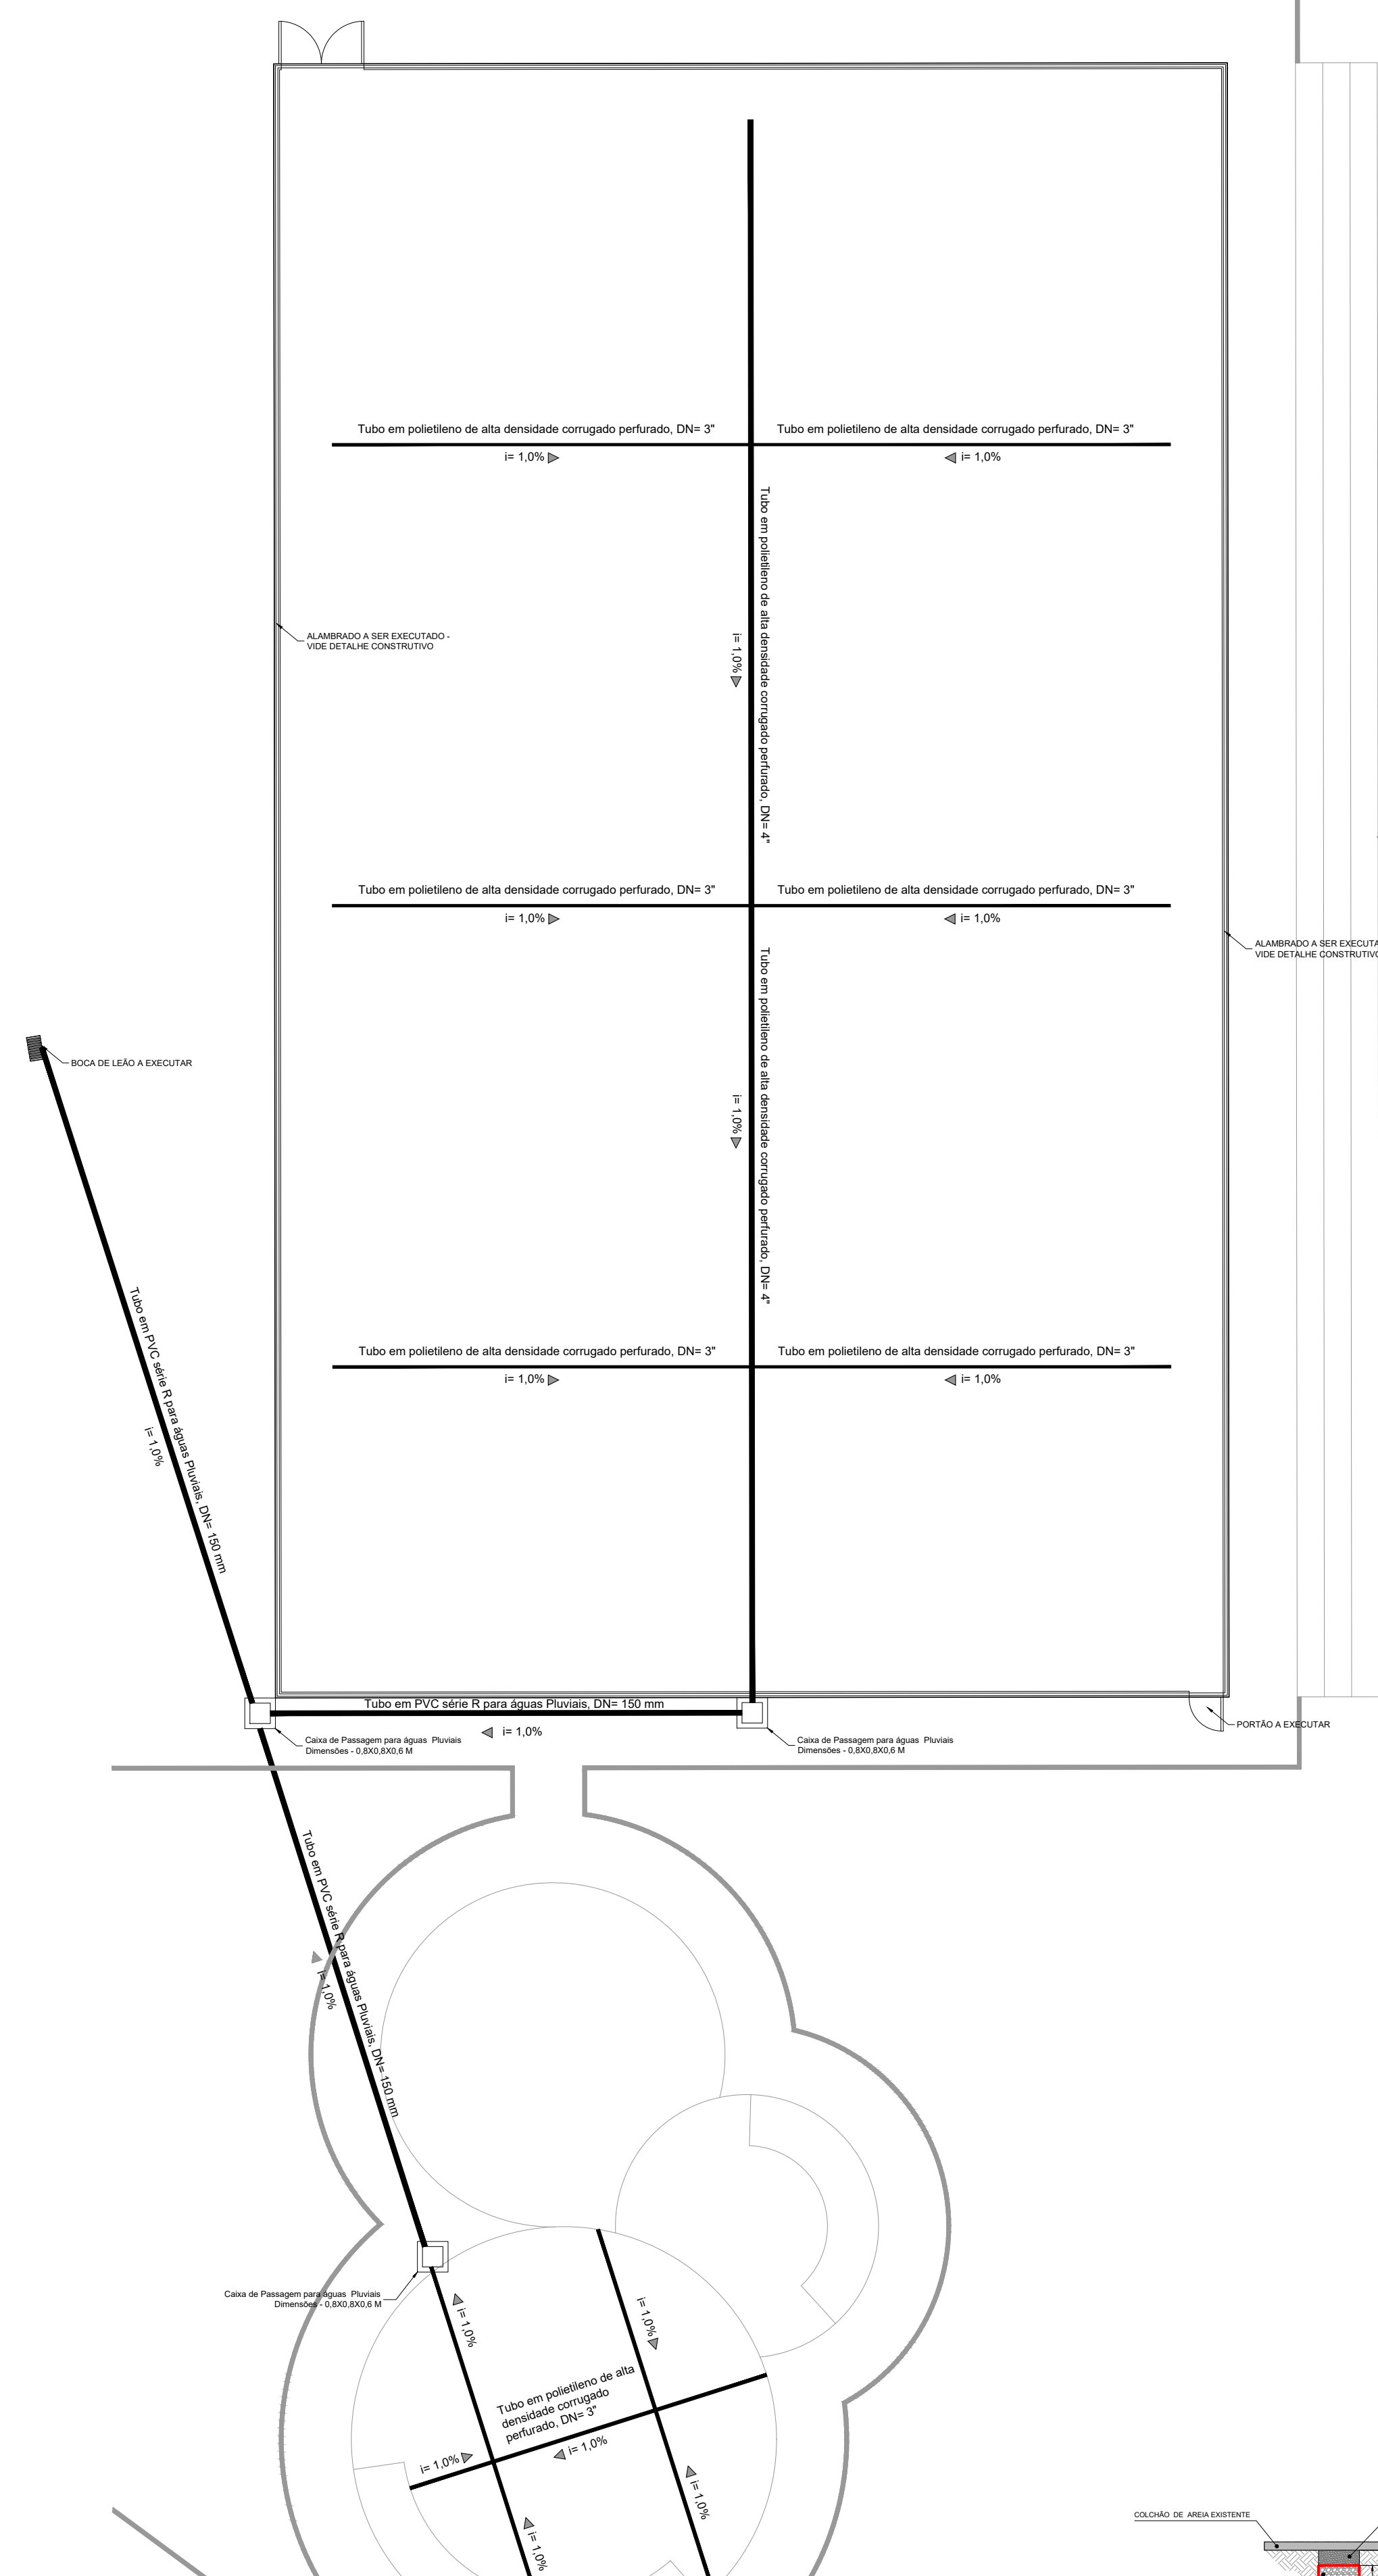 Tubo em polietileno de alta densidade corrugado perfurado, DN= 3"
Tubo em polietileno de alta densidade corrugado perfurado, DN= 3"
i= 1,0%
i= 1,0%
Tubo em polietileno de alta densidade corrugado perfurado, DN= 4"
i= 1,0%
ALAMBRADO A SER EXECUTADO -
VIDE DETALHE CONSTRUTIVO
Tubo em polietileno de alta densidade corrugado perfurado, DN= 3"
Tubo em polietileno de alta densidade corrugado perfurado, DN= 3"
i= 1,0%
i= 1,0%
ALAMBRADO A SER EXECUTA
VIDE DETALHE CONSTRUTIVO
Tubo em polietileno de alta densidade corrugado perfurado, DN= 4"
i= 1,0%
BOCA DE LEÃO A EXECUTAR
Tubo em PVC série R para águas Pluviais, DN= 150 mm
i= 1,0%
Tubo em polietileno de alta densidade corrugado perfurado, DN= 3"
Tubo em polietileno de alta densidade corrugado perfurado, DN= 3"
i= 1,0%
i= 1,0%
Tubo em PVC série R para águas Pluviais, DN= 150 mm
i= 1,0%
PORTÃO A EXECUTAR
Caixa de Passagem para águas Pluviais
Dimensões - 0,8X0,8X0,6 M
Caixa de Passagem para águas Pluviais
Dimensões - 0,8X0,8X0,6 M
Tubo em PVC série R para águas Pluviais, DN= 150 mm
i= 1,0%
Caixa de Passagem para águas Pluviais
Dimensões - 0,8X0,8X0,6 M
i= 1,0%
i= 1,0%
Tubo em polietileno de alta
densidade corrugado
perfurado, DN= 3"
i= 1,0%
i= 1,0%
i= 1,0%
i= 1,0%
COLCHÃO DE AREIA EXISTENTE